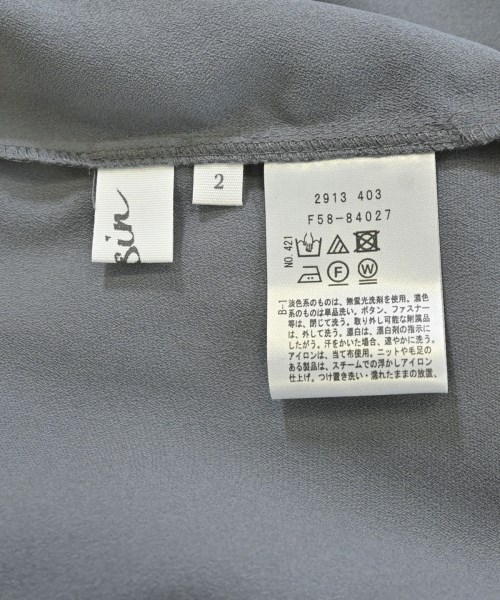 Bin
2
2913 403
F58-84027
NO. 421
F
W
B-1
淡色系のものは、無蛍光洗剤を使用。濃色
系のものは単品洗い。ボタン、ファスナー
等は、閉じて洗う。取り外し可能な附属品
は、外して洗う。漂白は、漂白剤の指示に
したがう。汗をかいた場合、速やかに洗う。
アイロンは、当て布使用。ニットや毛足の
ある製品は、スチームでの浮かしアイロン
仕上げ。つけ置き洗い・濡れたままの放置。